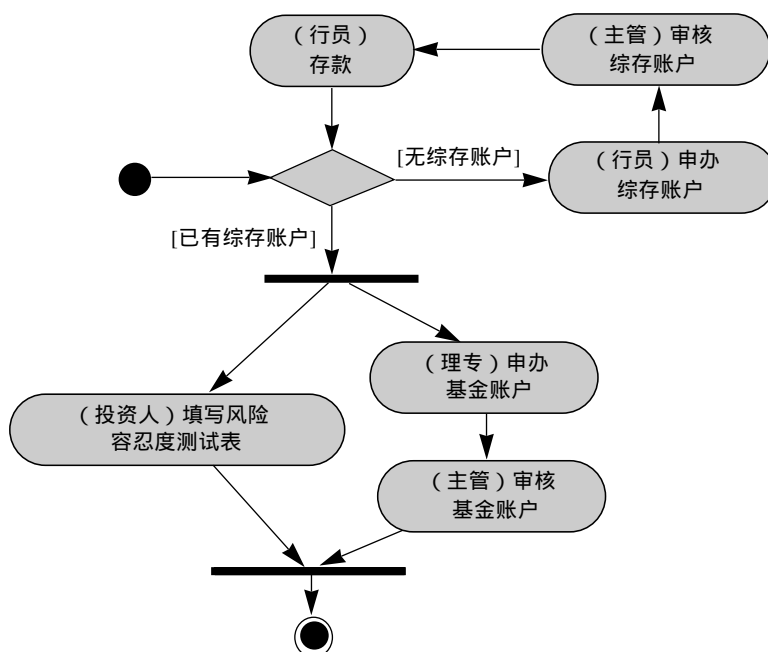 （行员）
存款
（主管）审核
综存账户
[无综存账户]
（行员）申办
综存账户
[已有综存账户]
（理专）申办
基金账户
（投资人）填写风险
容忍度测试表
（主管）审核
基金账户